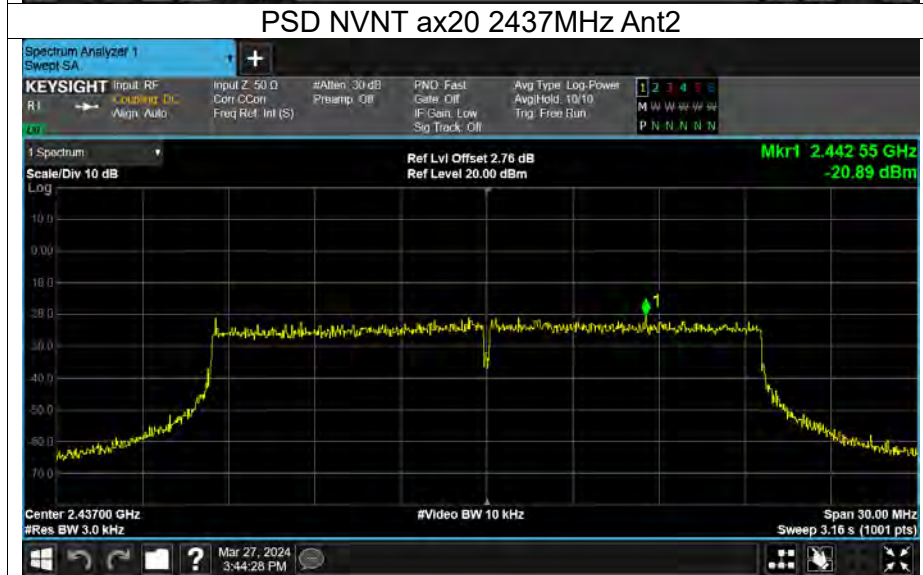 PSD NVNT ax20 2437MHz Ant2
Spectrum Analyzer 1
Swept SA
+
KEYSIGHT Input: RF Input Z: 50 Ω #Atten: 30 dB PNO: Fast Avg Type: Log-Power 1 2 3 4 5 6
Coupling: DC Corr CCorr Preamp: Off Gate: Off Avg|Hold: 10/10 M W W W W W
Align: Auto Freq Ref: Int (S) IF Gain: Low Trig: Free Run
Sig Track: Off P N N N N N
1 Spectrum
Ref Lvl Offset 2.76 dB Mkr1 2.442 55 GHz
Scale/Div 10 dB Ref Level 20.00 dBm -20.89 dBm
Log
10.0
0.00
-10.0
1
-20.0
-30.0
-40.0
-50.0
-60.0
-70.0
Center 2.43700 GHz #Video BW 10 kHz Span 30.00 MHz
#Res BW 3.0 kHz Sweep 3.16 s (1001 pts)
? Mar 27, 2024
3:44:28 PM